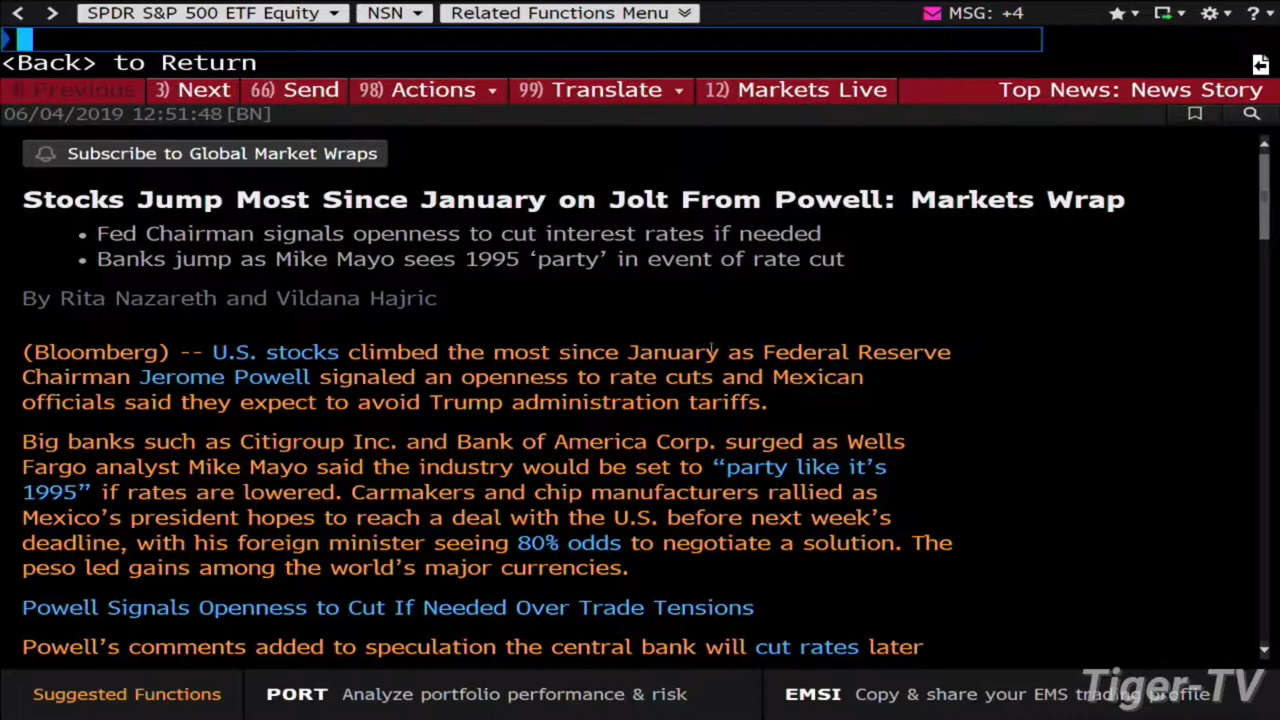 SPDR S&P 500 ETF Equity NSN Related Functions Menu MSG: +4 ?
<Back> to Return
Previous 3) Next 66) Send 98) Actions 99) Translate 12) Markets Live Top News: News Story
06/04/2019 12:51:48 [BN]
Subscribe to Global Market Wraps
Stocks Jump Most Since January on Jolt From Powell: Markets Wrap
• Fed Chairman signals openness to cut interest rates if needed
• Banks jump as Mike Mayo sees 1995 ‘party’ in event of rate cut
By Rita Nazareth and Vildana Hajric
(Bloomberg) -- U.S. stocks climbed the most since January as Federal Reserve
Chairman Jerome Powell signaled an openness to rate cuts and Mexican
officials said they expect to avoid Trump administration tariffs.
Big banks such as Citigroup Inc. and Bank of America Corp. surged as Wells
Fargo analyst Mike Mayo said the industry would be set to “party like it’s
1995” if rates are lowered. Carmakers and chip manufacturers rallied as
Mexico’s president hopes to reach a deal with the U.S. before next week’s
deadline, with his foreign minister seeing 80% odds to negotiate a solution. The
peso led gains among the world’s major currencies.
Powell Signals Openness to Cut If Needed Over Trade Tensions
Powell’s comments added to speculation the central bank will cut rates later
Suggested Functions PORT Analyze portfolio performance & risk EMSI Copy & share your EMS trading profile
Tiger-TV